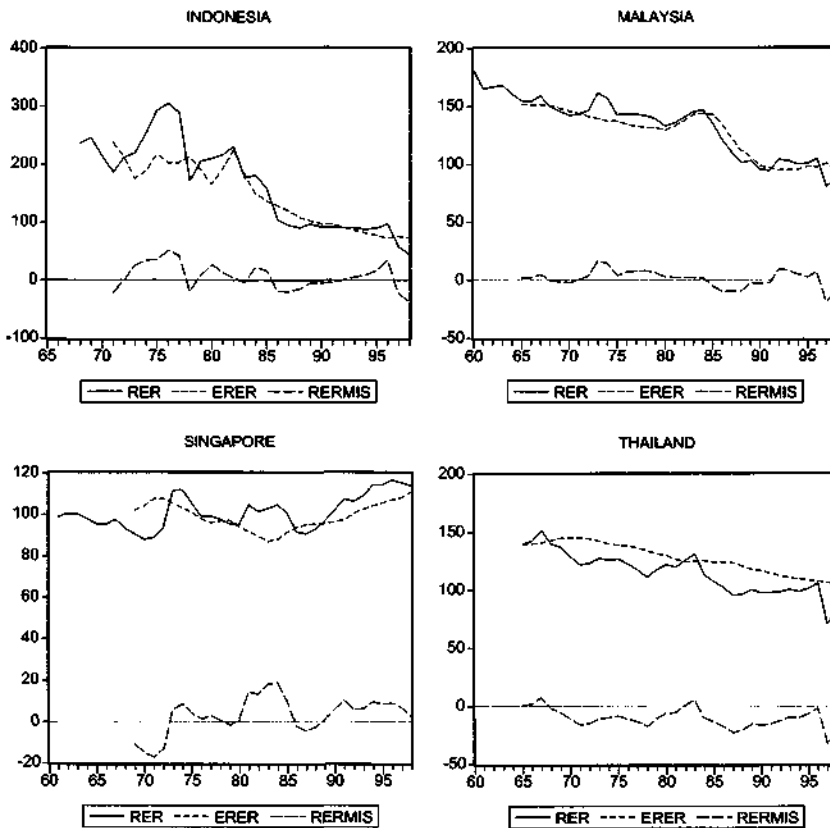 INDONESIA
400
300
200
100
0
-100
65 70 75 80 85 90 95
RER ERER RERMIS
MALAYSIA
200
150
100
50
0
-50
60 65 70 75 80 85 90 95
RER ERER RERMIS
SINGAPORE
120
100
80
60
40
20
0
-20
60 65 70 75 80 85 90 95
RER ERER RERMIS
THAILAND
200
150
100
50
0
-50
60 65 70 75 80 85 90 95
RER ERER RERMIS